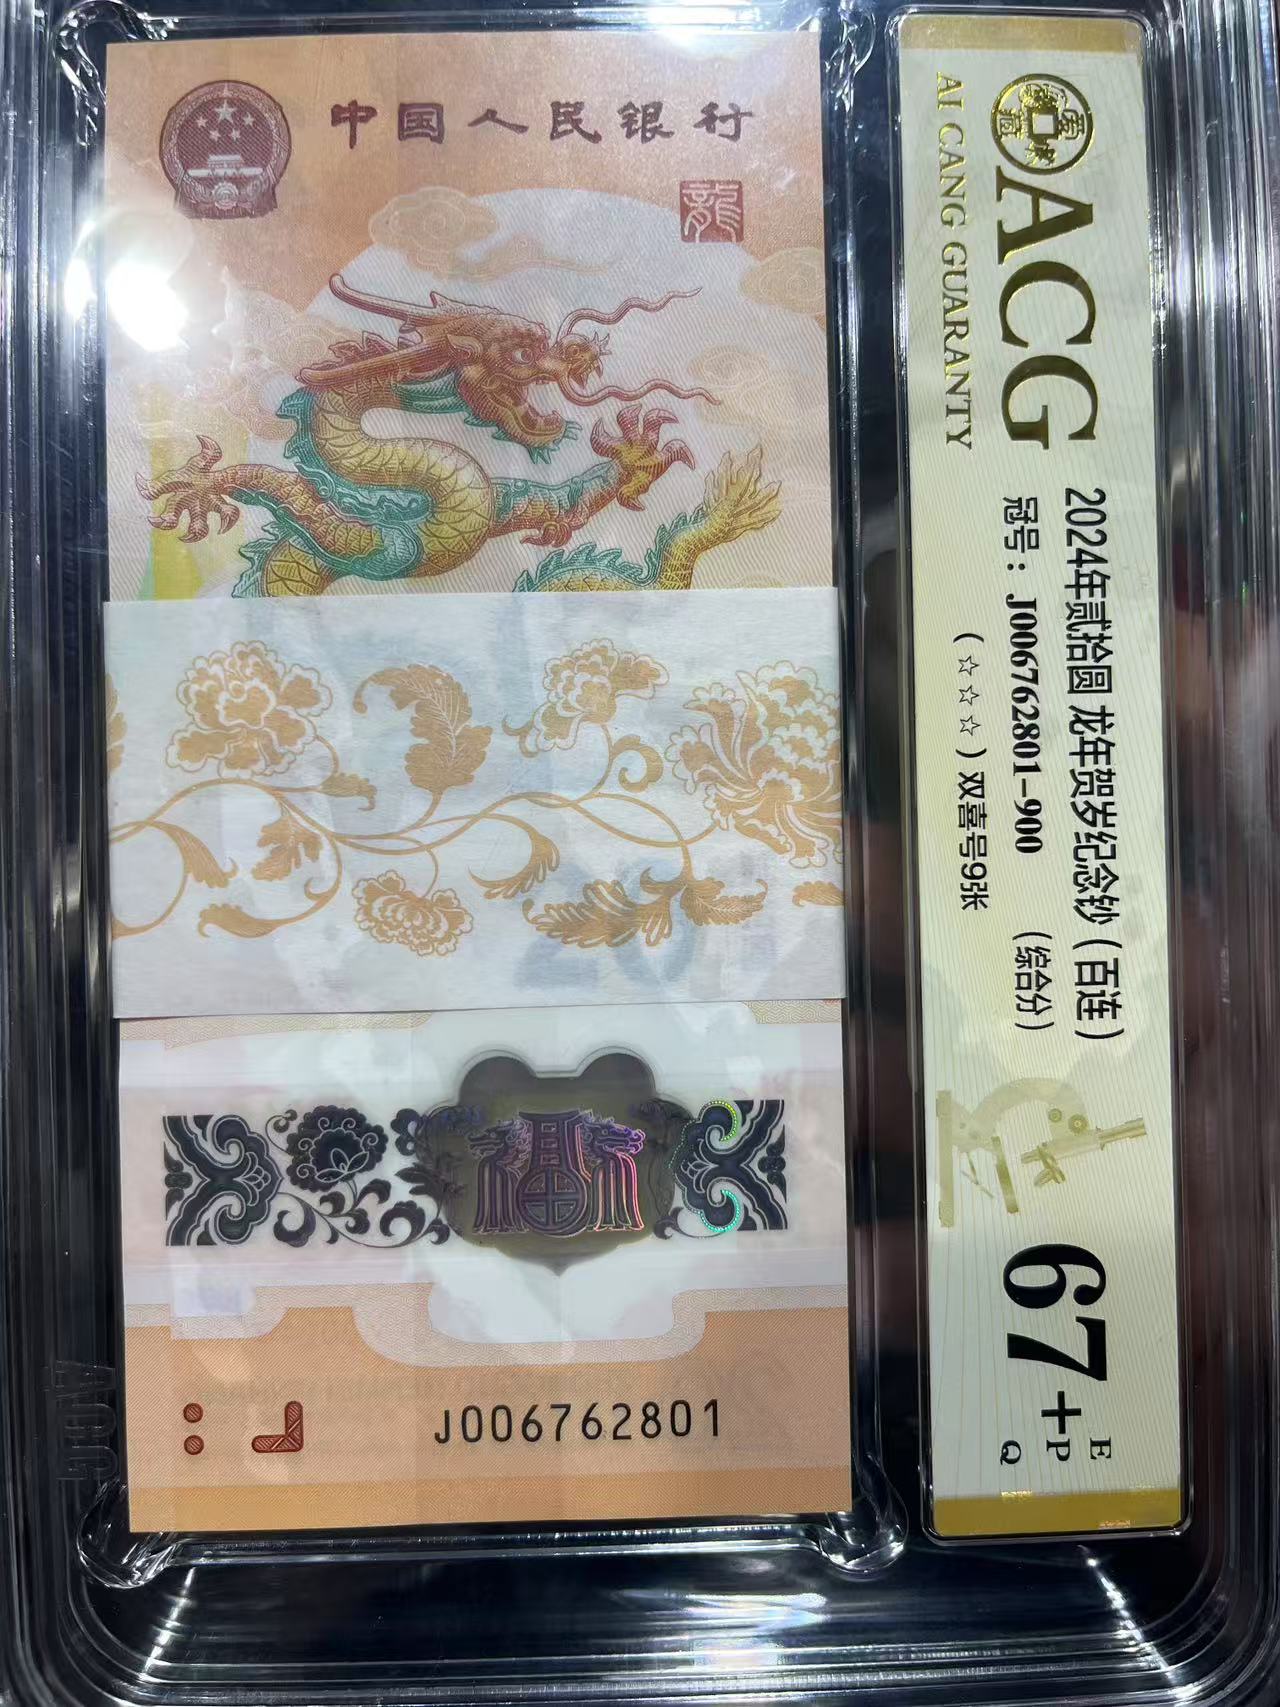 中国人民银行
龍
福
J006762801
ACG
AI CANG GUARANTY
2024年贰拾圆 龙年贺岁纪念钞（百连）
冠号：J006762801-900 （综合分）
（☆☆☆）双喜号9张
67+ E
P
Q
ACG